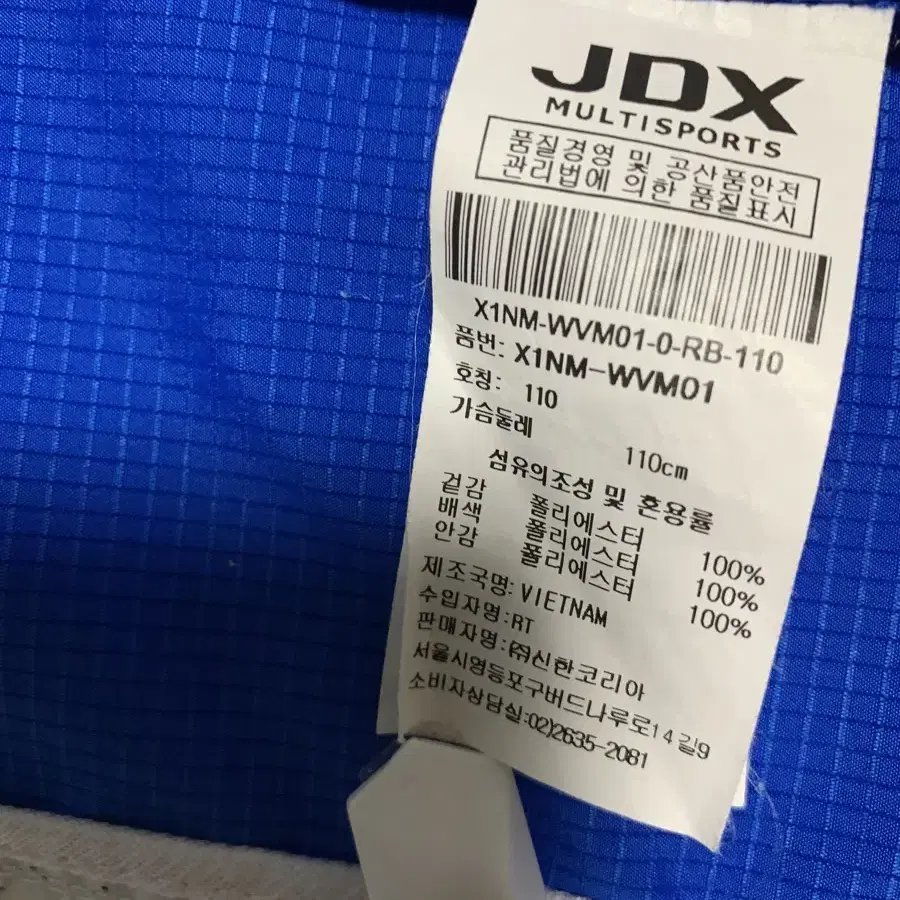 JDX
MULTISPORTS
품질경영 및 공산품안전
관리법에 의한 품질표시
X1NM-WVM01-0-RB-110
품번: X1NM-WVM01
호칭: 110
가슴둘레 110cm
섬유의조성 및 혼용률
겉감 폴리에스터 100%
배색 폴리에스터 100%
안감 폴리에스터 100%
제조국명: VIETNAM
수입자명:RT
판매자명:㈜신한코리아
서울시영등포구버드나루로14길9
소비자상담실:02)2635-2081